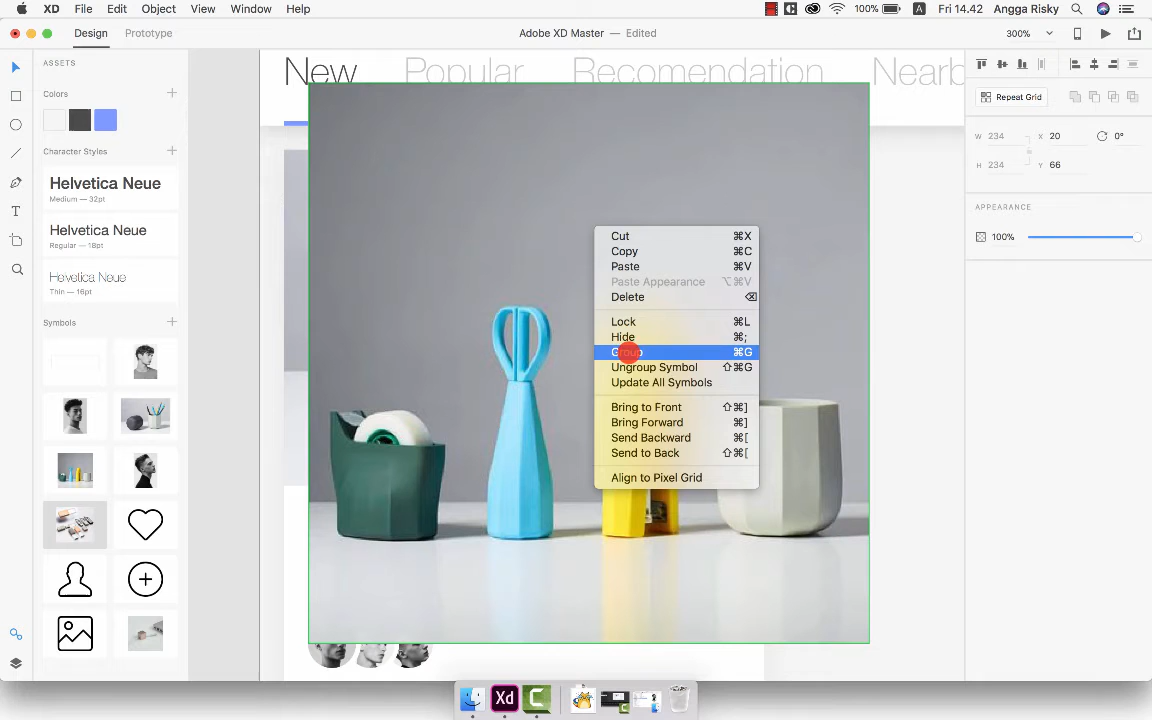 XD File Edit Object View Window Help
100% A Fri 14.42 Angga Risky
Design Prototype
Adobe XD Master — Edited
300%
ASSETS
Colors
Character Styles
Helvetica Neue
Medium — 32pt
Helvetica Neue
Regular — 18pt
Helvetica Neue
Thin — 16pt
Symbols
New Popular Recomendation Nearb
Cut ⌘X
Copy ⌘C
Paste ⌘V
Paste Appearance ⌥⌘V
Delete ⌫
Lock ⌘L
Hide ⌘;
Group ⌘G
Ungroup Symbol ⇧⌘G
Update All Symbols
Bring to Front ⇧⌘]
Bring Forward ⌘]
Send Backward ⌘[
Send to Back ⇧⌘[
Align to Pixel Grid
Repeat Grid
W 234 X 20 0°
H 234 Y 66
APPEARANCE
100%
Xd C